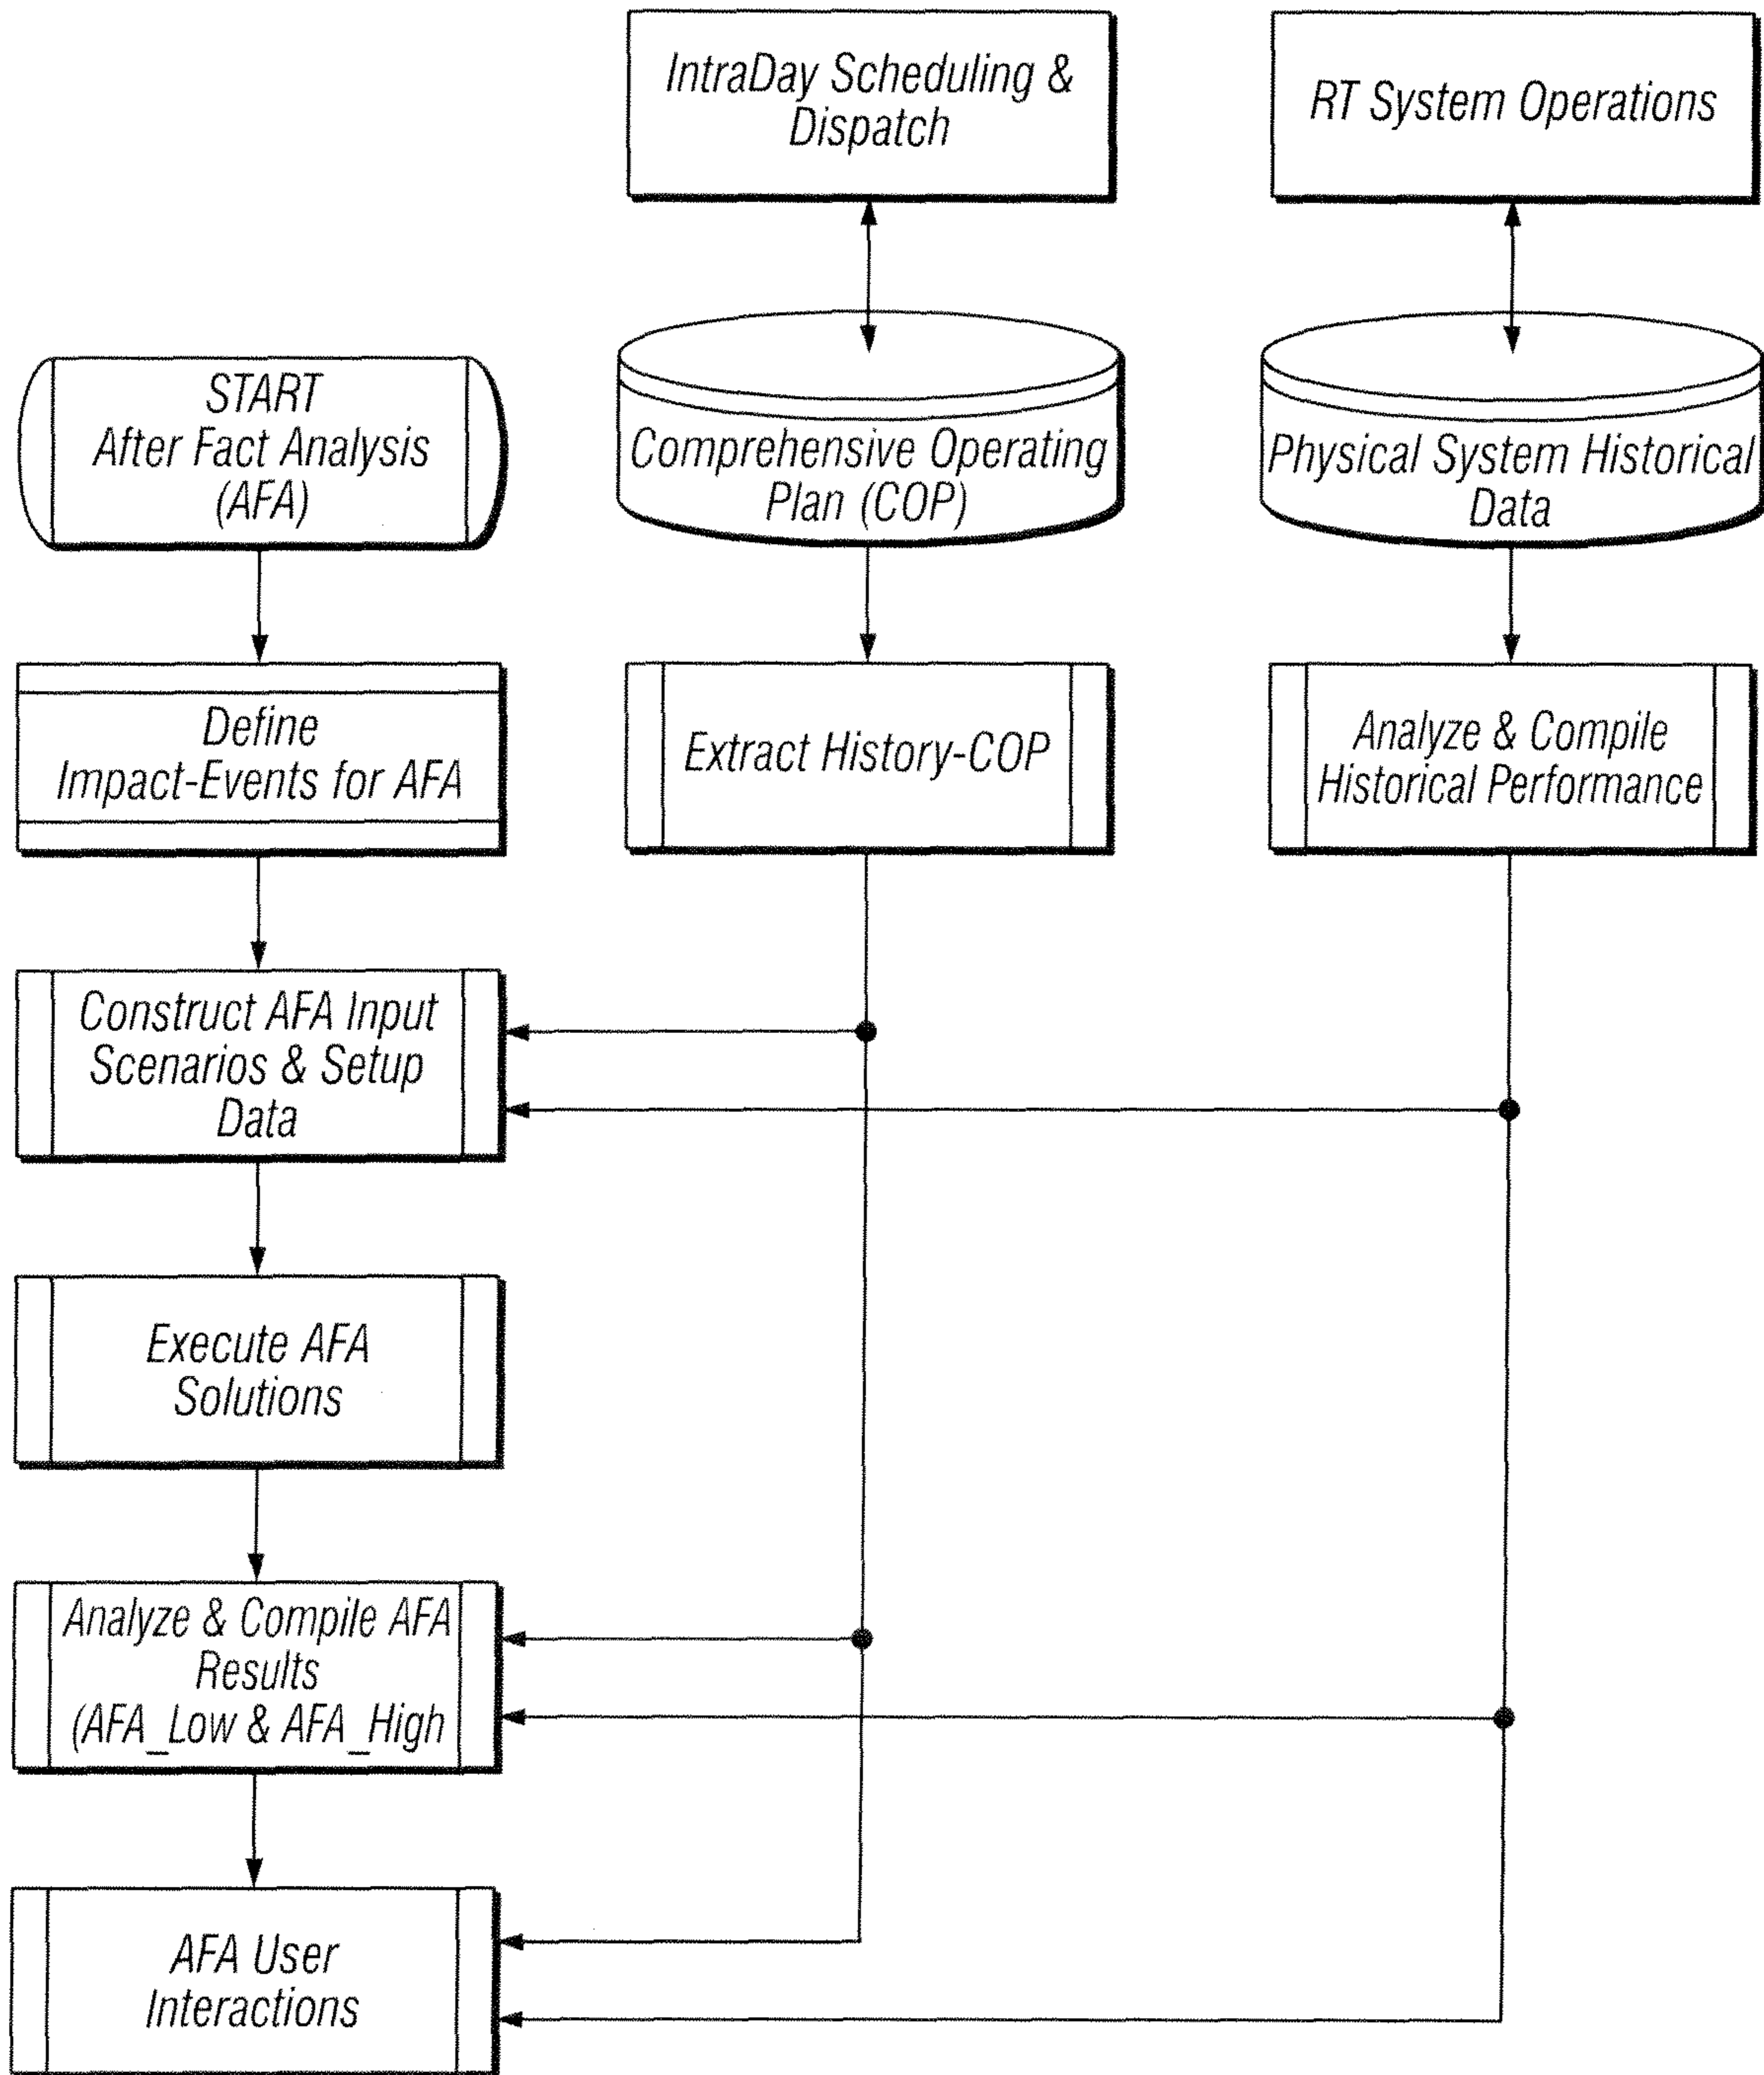 IntraDay Scheduling &
Dispatch
RT System Operations
START
After Fact Analysis
(AFA)
Comprehensive Operating
Plan (COP)
Physical System Historical
Data
Define
Impact-Events for AFA
Extract History-COP
Analyze & Compile
Historical Performance
Construct AFA Input
Scenarios & Setup
Data
Execute AFA
Solutions
Analyze & Compile AFA
Results
(AFA_Low & AFA_High
AFA User
Interactions